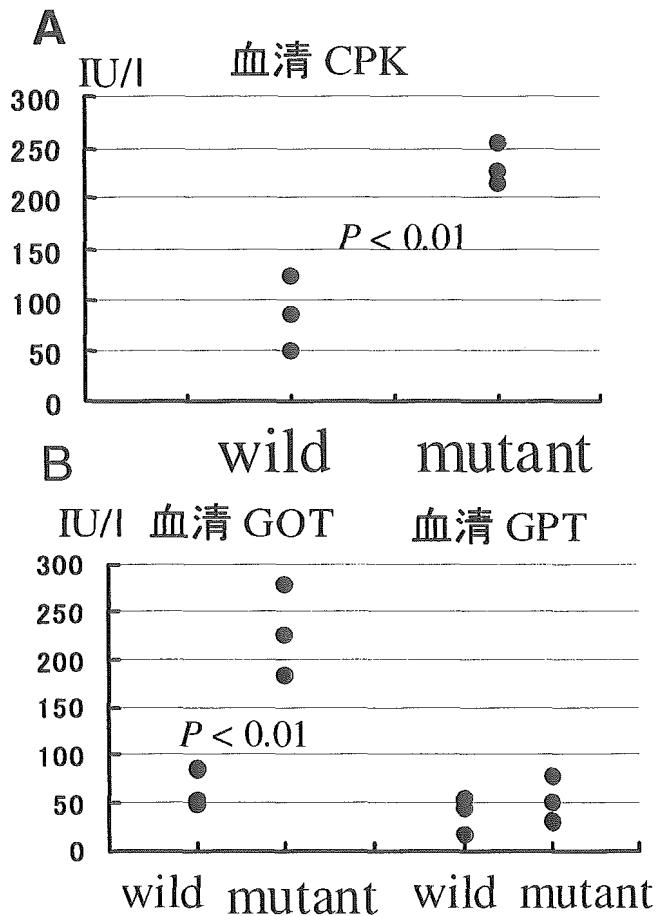 A
IU/l 血清 CPK
300
250
200
P < 0.01
150
100
50
0
wild mutant
B
IU/l 血清 GOT 血清 GPT
300
250
200
150
P < 0.01
100
50
0
wild mutant wild mutant